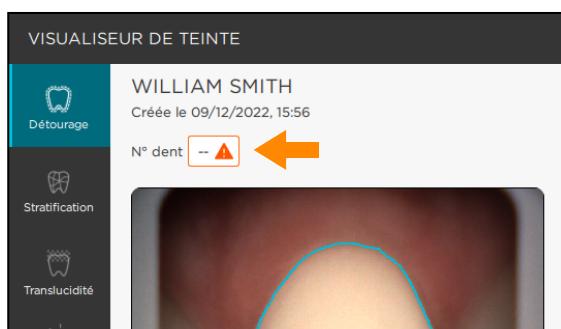 VISUALISEUR DE TEINTE
WILLIAM SMITH
Créée le 09/12/2022, 15:56
N° dent --
Détourage
Stratification
Translucidité